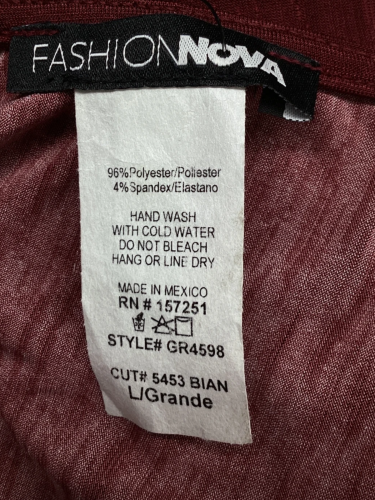 FASHIONNOVA
96%Polyester/Poliester
4%Spandex/Elastano
HAND WASH
WITH COLD WATER
DO NOT BLEACH
HANG OR LINE DRY
MADE IN MEXICO
RN # 157251
STYLE# GR4598
CUT# 5453 BIAN
L/Grande